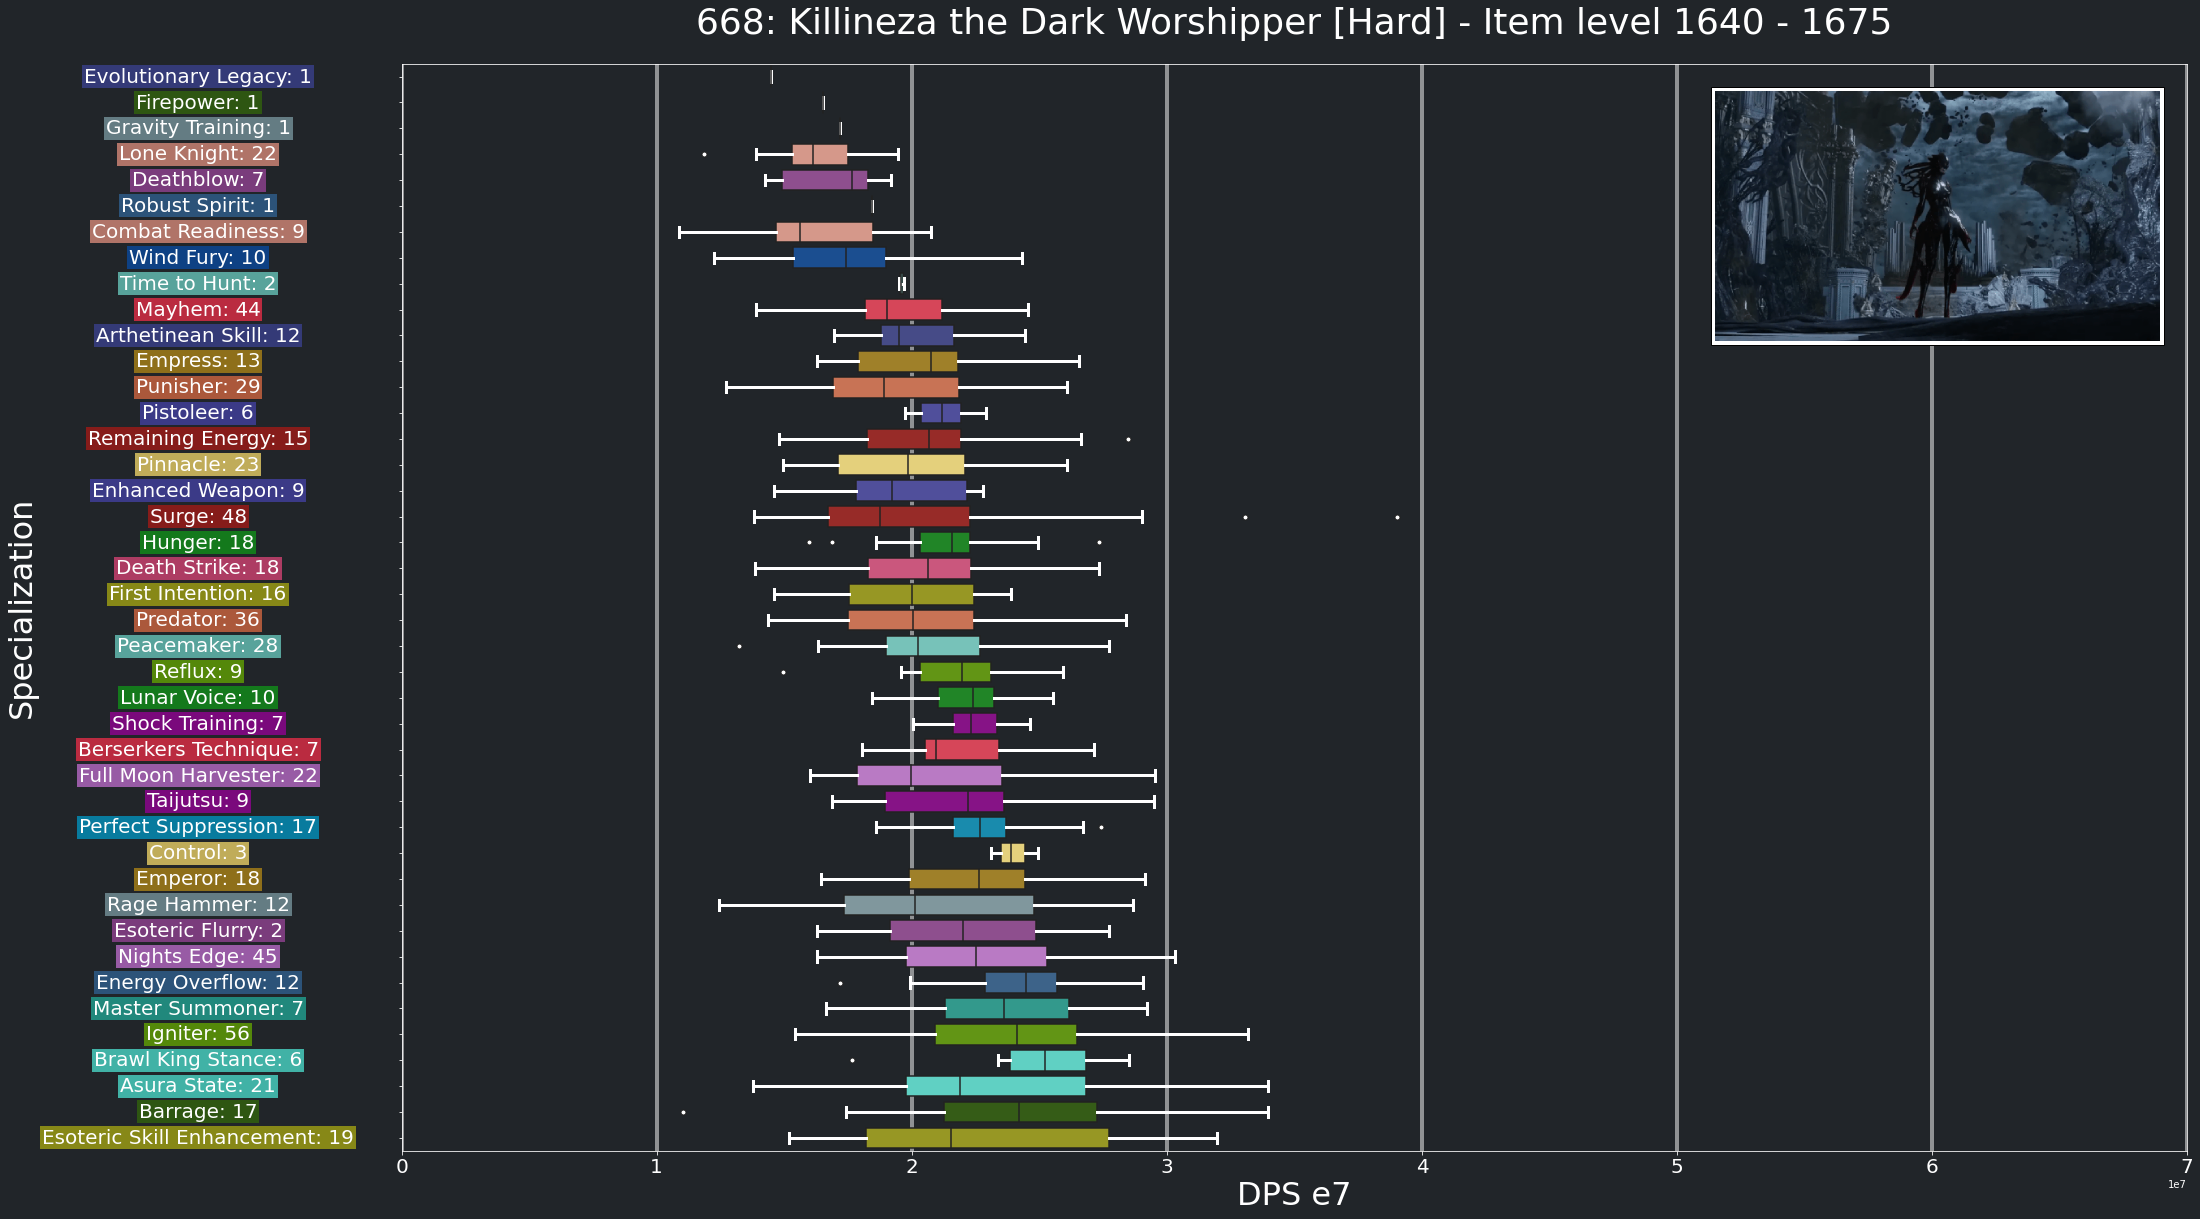 668: Killineza the Dark Worshipper [Hard] - Item level 1640 - 1675
Evolutionary Legacy: 1
Firepower: 1
Gravity Training: 1
Lone Knight: 22
Deathblow: 7
Robust Spirit: 1
Combat Readiness: 9
Wind Fury: 10
Time to Hunt: 2
Mayhem: 44
Arthetinean Skill: 12
Empress: 13
Punisher: 29
Pistoleer: 6
Remaining Energy: 15
Pinnacle: 23
Enhanced Weapon: 9
Surge: 48
Hunger: 18
Death Strike: 18
First Intention: 16
Predator: 36
Peacemaker: 28
Reflux: 9
Lunar Voice: 10
Shock Training: 7
Berserkers Technique: 7
Full Moon Harvester: 22
Taijutsu: 9
Perfect Suppression: 17
Control: 3
Emperor: 18
Rage Hammer: 12
Esoteric Flurry: 2
Nights Edge: 45
Energy Overflow: 12
Master Summoner: 7
Igniter: 56
Brawl King Stance: 6
Asura State: 21
Barrage: 17
Esoteric Skill Enhancement: 19
Specialization
0 1 2 3 4 5 6 7
DPS e7
1e7